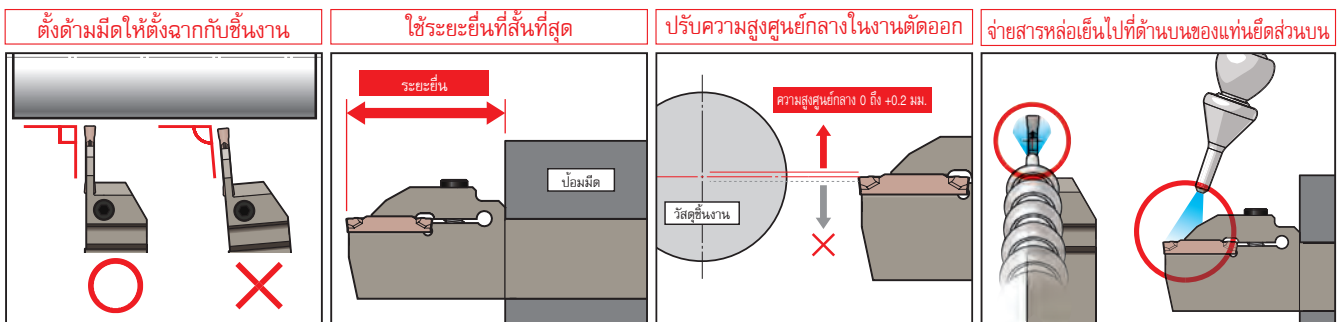 ตั้งด้ามมีดให้ตั้งฉากกับชิ้นงาน
ใช้ระยะยื่นที่สั้นที่สุด
ระยะยื่น
ป้อมมีด
ปรับความสูงศูนย์กลางในงานตัดออก
ความสูงศูนย์กลาง 0 ถึง +0.2 มม.
วัสดุชิ้นงาน
จ่ายสารหล่อเย็นไปที่ด้านบนของแท่นยึดส่วนบน